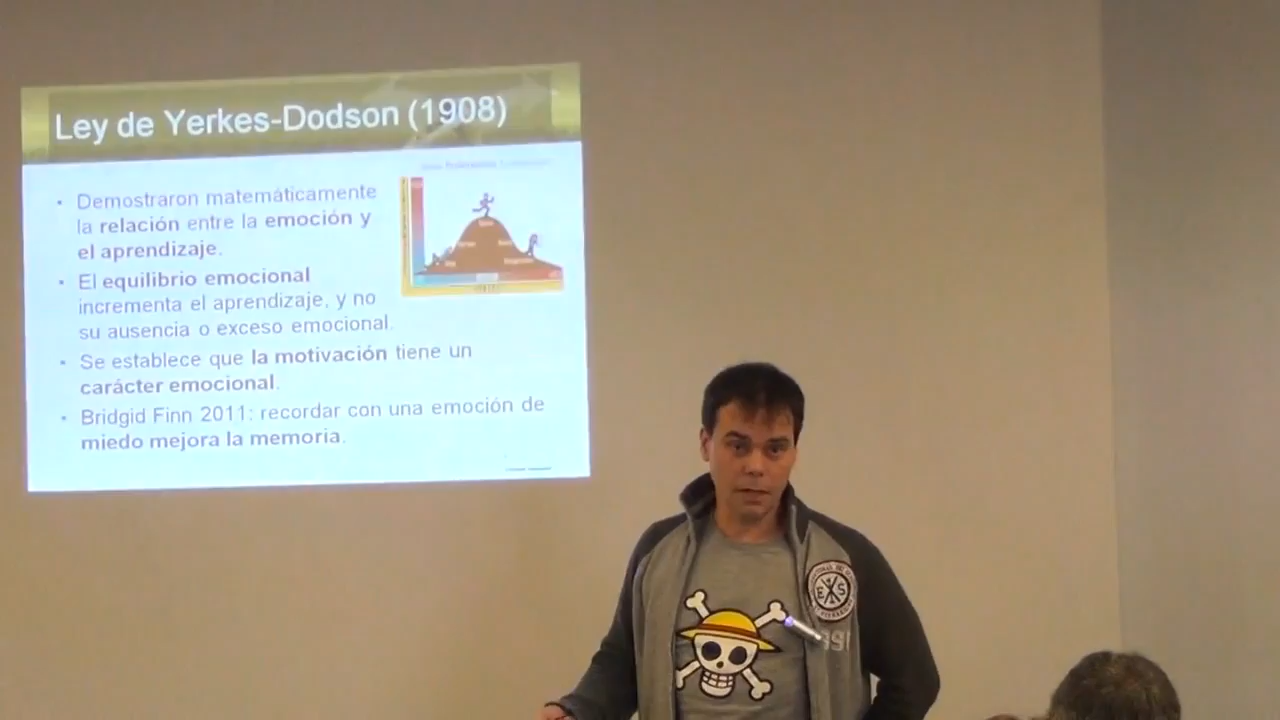 Ley de Yerkes-Dodson (1908)
• Demostraron matemáticamente
la relación entre la emoción y
el aprendizaje.
• El equilibrio emocional
incrementa el aprendizaje, y no
su ausencia o exceso emocional.
• Se establece que la motivación tiene un
carácter emocional.
• Bridgid Finn 2011: recordar con una emoción de
miedo mejora la memoria.